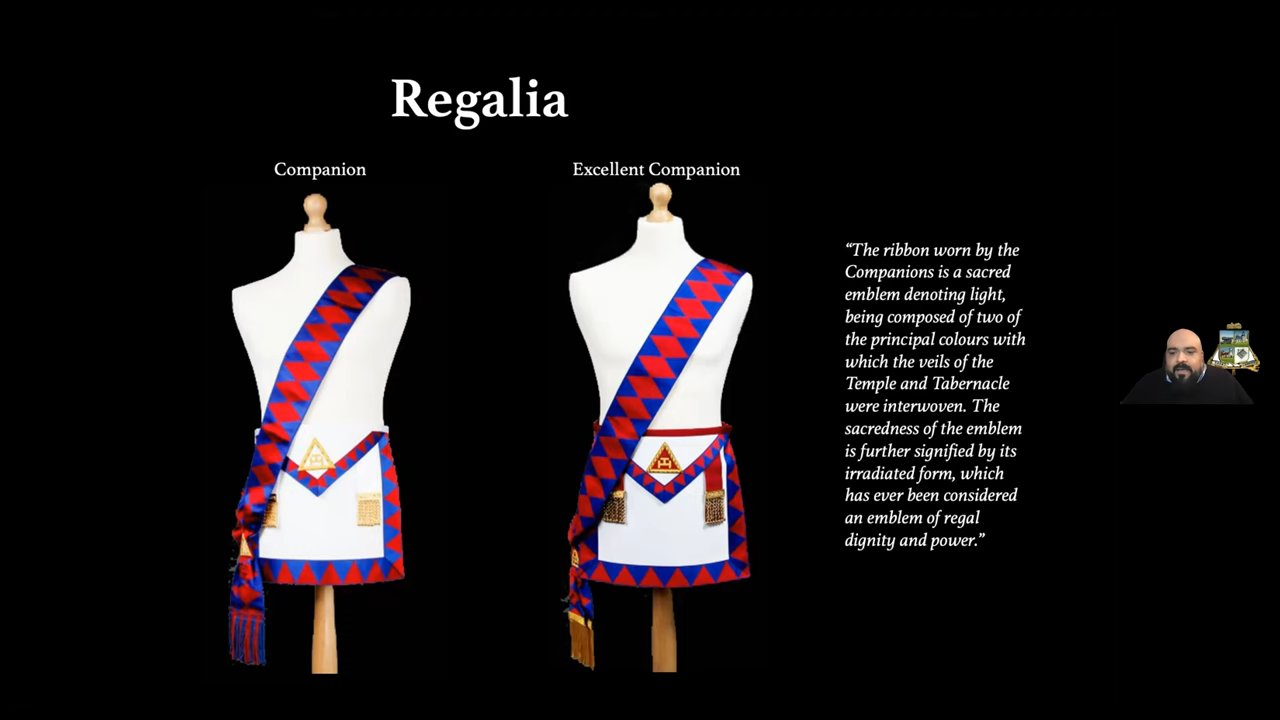 Regalia
Companion
Excellent Companion
“The ribbon worn by the
Companions is a sacred
emblem denoting light,
being composed of two of
the principal colours with
which the veils of the
Temple and Tabernacle
were interwoven. The
sacredness of the emblem
is further signified by its
irradiated form, which
has ever been considered
an emblem of regal
dignity and power.”